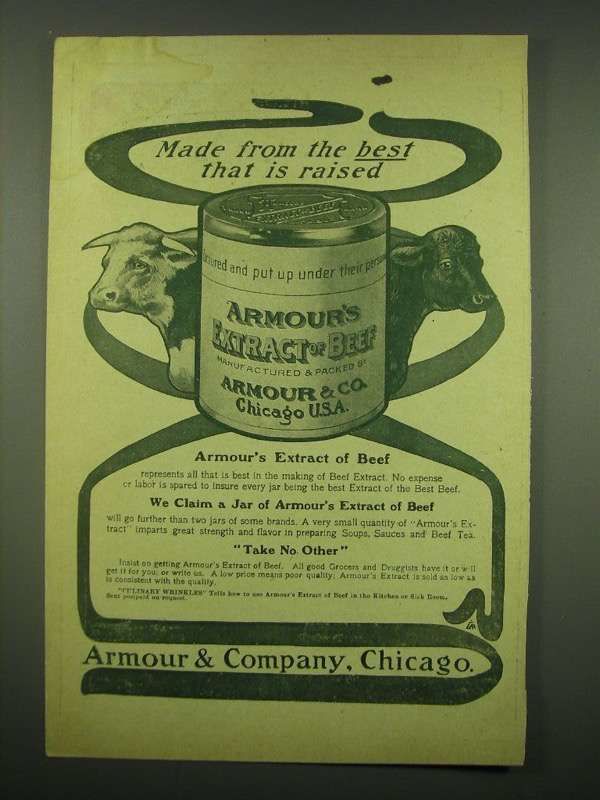 Made from the best
that is raised
ctured and put up under their person
ARMOUR'S
EXTRACT OF BEEF
MANUFACTURED & PACKED BY
ARMOUR & CO.
Chicago U.S.A.
Armour's Extract of Beef
represents all that is best in the making of Beef Extract. No expense
or labor is spared to insure every jar being the best Extract of the Best Beef.
We Claim a Jar of Armour's Extract of Beef
will go further than two jars of some brands. A very small quantity of "Armour's Ex-
tract" imparts great strength and flavor in preparing Soups, Sauces and Beef Tea.
"Take No Other"
Insist on getting Armour's Extract of Beef. All good Grocers and Druggists have it or will
get it for you, or write us. A low price means poor quality; Armour's Extract is sold as low as
is consistent with the quality.
"CULINARY WRINKLES" Tells how to use Armour's Extract of Beef in the Kitchen or Sick Room.
Sent postpaid on request.
Armour & Company, Chicago.